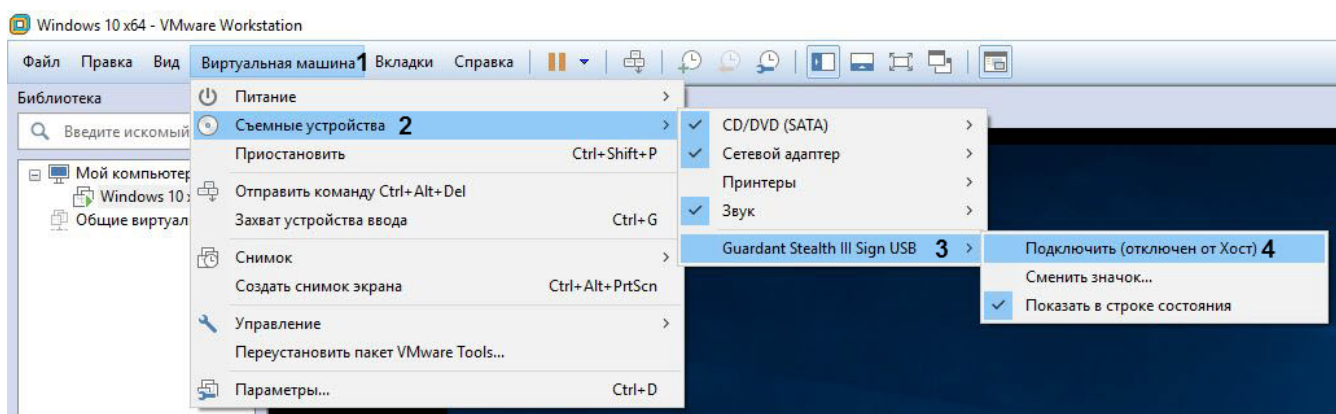 Windows 10 x64 - VMware Workstation
Файл Правка Вид Виртуальная машина 1 Вкладки Справка
Библиотека
Введите искомый
Мой компьютер
Windows 10
Общие виртуал
Питание
Съемные устройства 2
Приостановить Ctrl+Shift+P
Отправить команду Ctrl+Alt+Del
Захват устройства ввода Ctrl+G
Снимок
Создать снимок экрана Ctrl+Alt+PrtScn
Управление
Переустановить пакет VMware Tools...
Параметры... Ctrl+D
CD/DVD (SATA)
Сетевой адаптер
Принтеры
Звук
Guardant Stealth III Sign USB 3
Подключить (отключен от Хост) 4
Сменить значок...
Показать в строке состояния